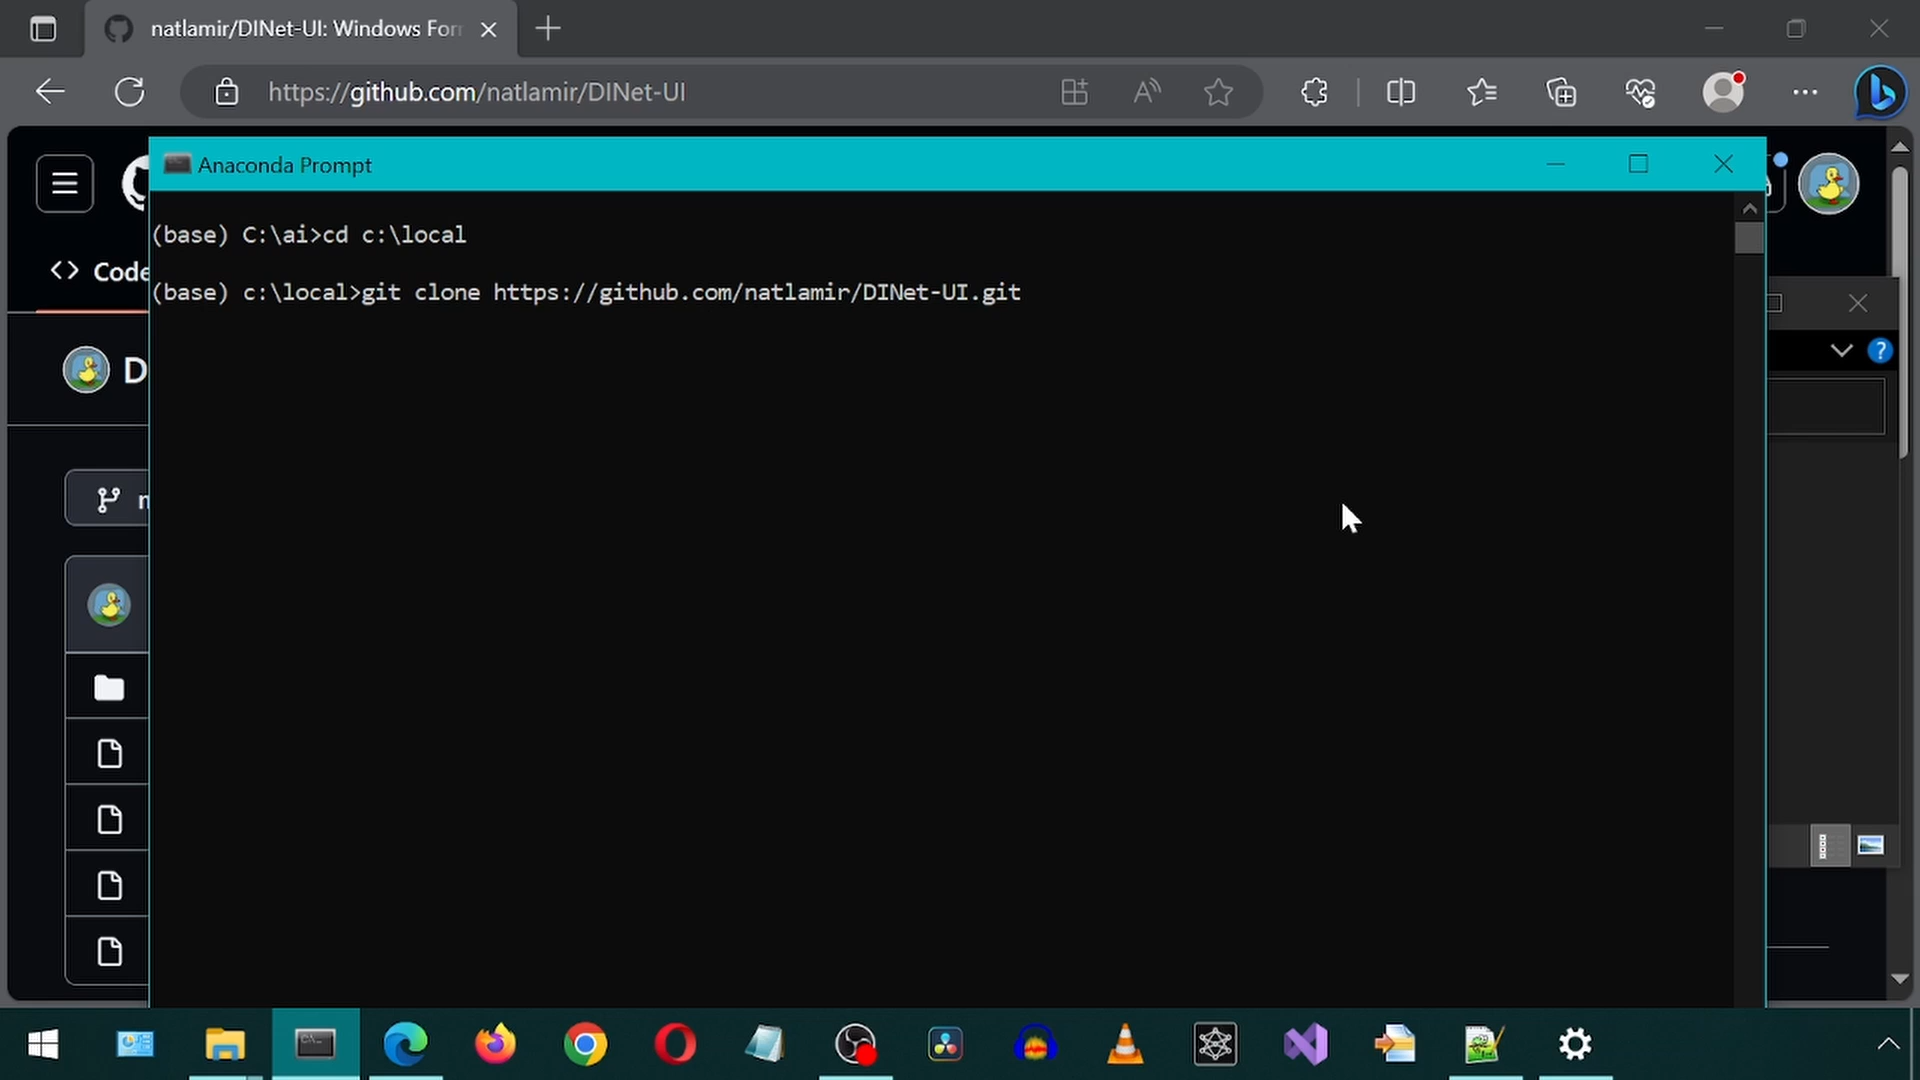 natlamir/DINet-UI: Windows For
https://github.com/natlamir/DINet-UI
Anaconda Prompt
(base) C:\ai>cd c:\local
Code
(base) c:\local>git clone https://github.com/natlamir/DINet-UI.git
D